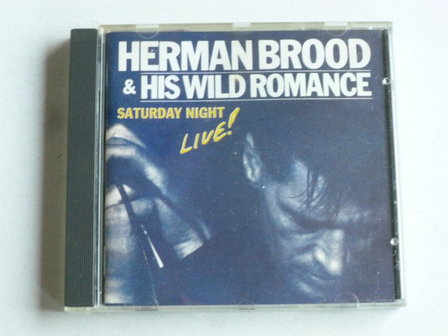 HERMAN BROOD
& HIS WILD ROMANCE
SATURDAY NIGHT
LIVE!